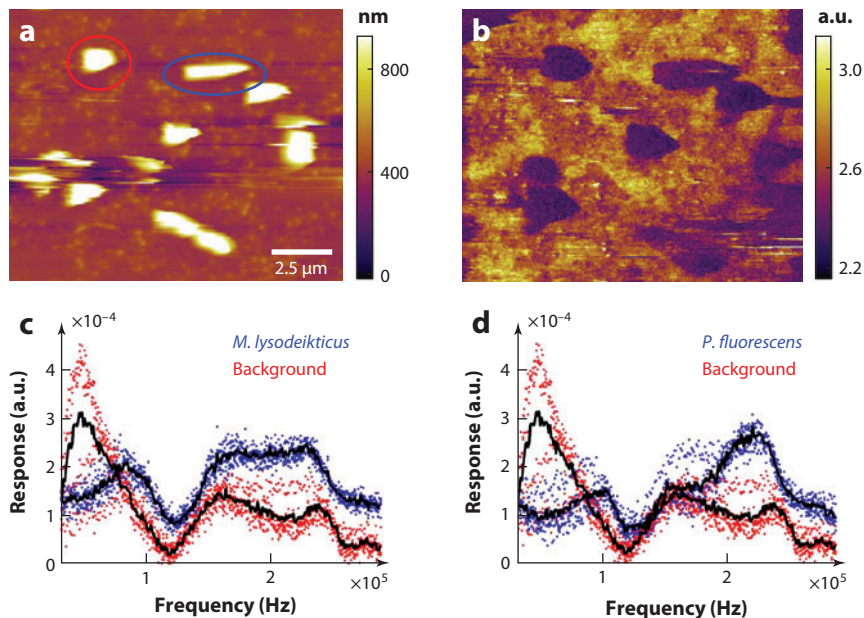 a
nm
800
400
0
2.5 µm
b
a.u.
3.0
2.6
2.2
c
×10⁻⁴
M. lysodeikticus
Background
Response (a.u.)
4
3
2
1
0
1
2
×10⁵
Frequency (Hz)
d
×10⁻⁴
P. fluorescens
Background
Response (a.u.)
4
3
2
1
0
1
2
×10⁵
Frequency (Hz)